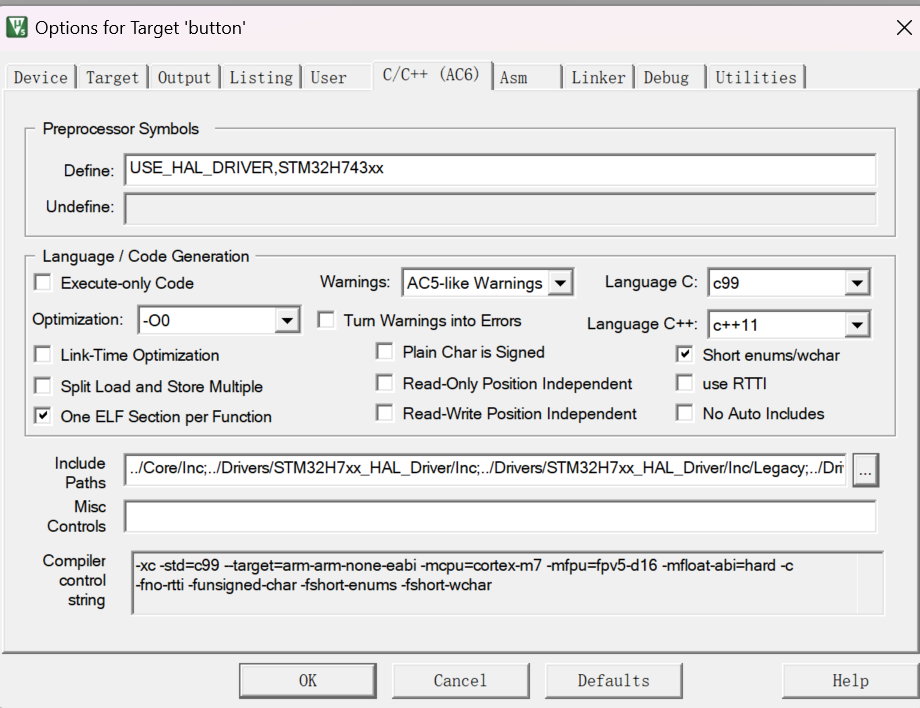 Options for Target 'button'
Device Target Output Listing User C/C++ (AC6) Asm Linker Debug Utilities
Preprocessor Symbols
Define: USE_HAL_DRIVER,STM32H743xx
Undefine:
Language / Code Generation
Execute-only Code Warnings: AC5-like Warnings Language C: c99
Optimization: -O0 Turn Warnings into Errors Language C++: c++11
Link-Time Optimization Plain Char is Signed Short enums/wchar
Split Load and Store Multiple Read-Only Position Independent use RTTI
One ELF Section per Function Read-Write Position Independent No Auto Includes
Include
Paths
../Core/Inc;../Drivers/STM32H7xx_HAL_Driver/Inc;../Drivers/STM32H7xx_HAL_Driver/Inc/Legacy;../Dri ...
Misc
Controls
Compiler
control
string
-xc -std=c99 --target=arm-arm-none-eabi -mcpu=cortex-m7 -mfpu=fpv5-d16 -mfloat-abi=hard -c
-fno-rtti -funsigned-char -fshort-enums -fshort-wchar
OK Cancel Defaults Help